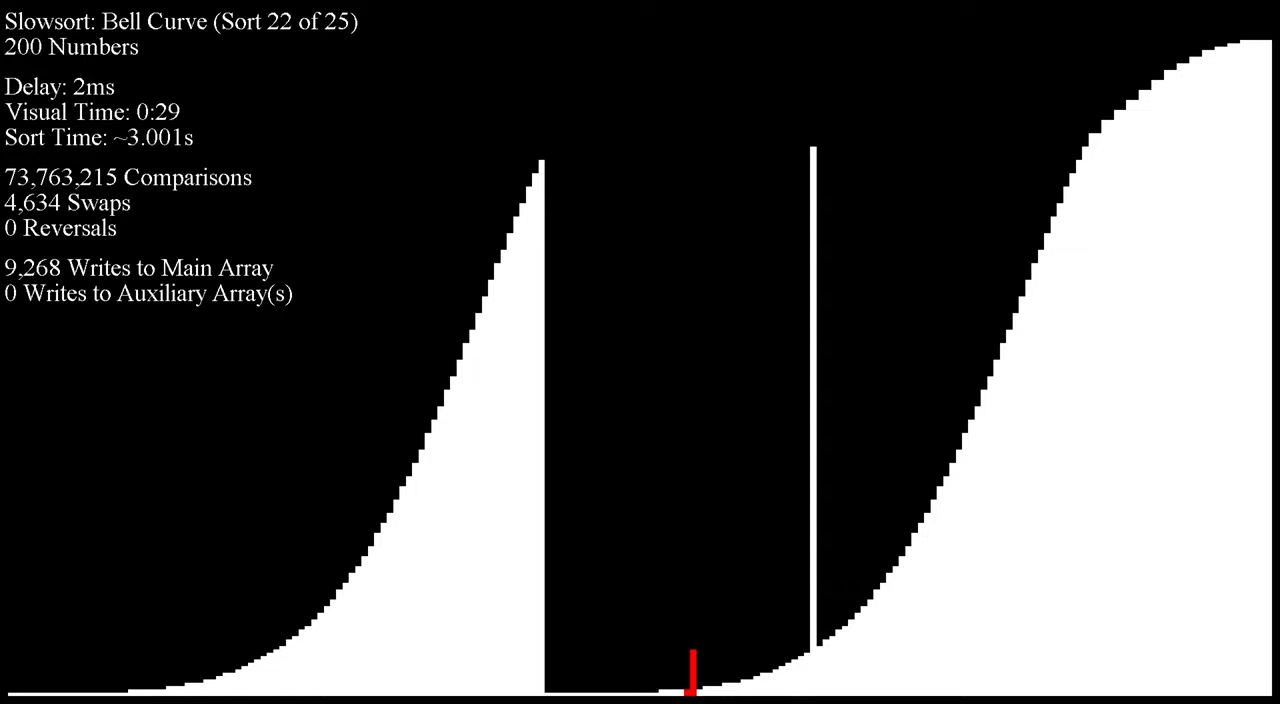 Slowsort: Bell Curve (Sort 22 of 25)
200 Numbers
Delay: 2ms
Visual Time: 0:29
Sort Time: ~3.001s
73,763,215 Comparisons
4,634 Swaps
0 Reversals
9,268 Writes to Main Array
0 Writes to Auxiliary Array(s)